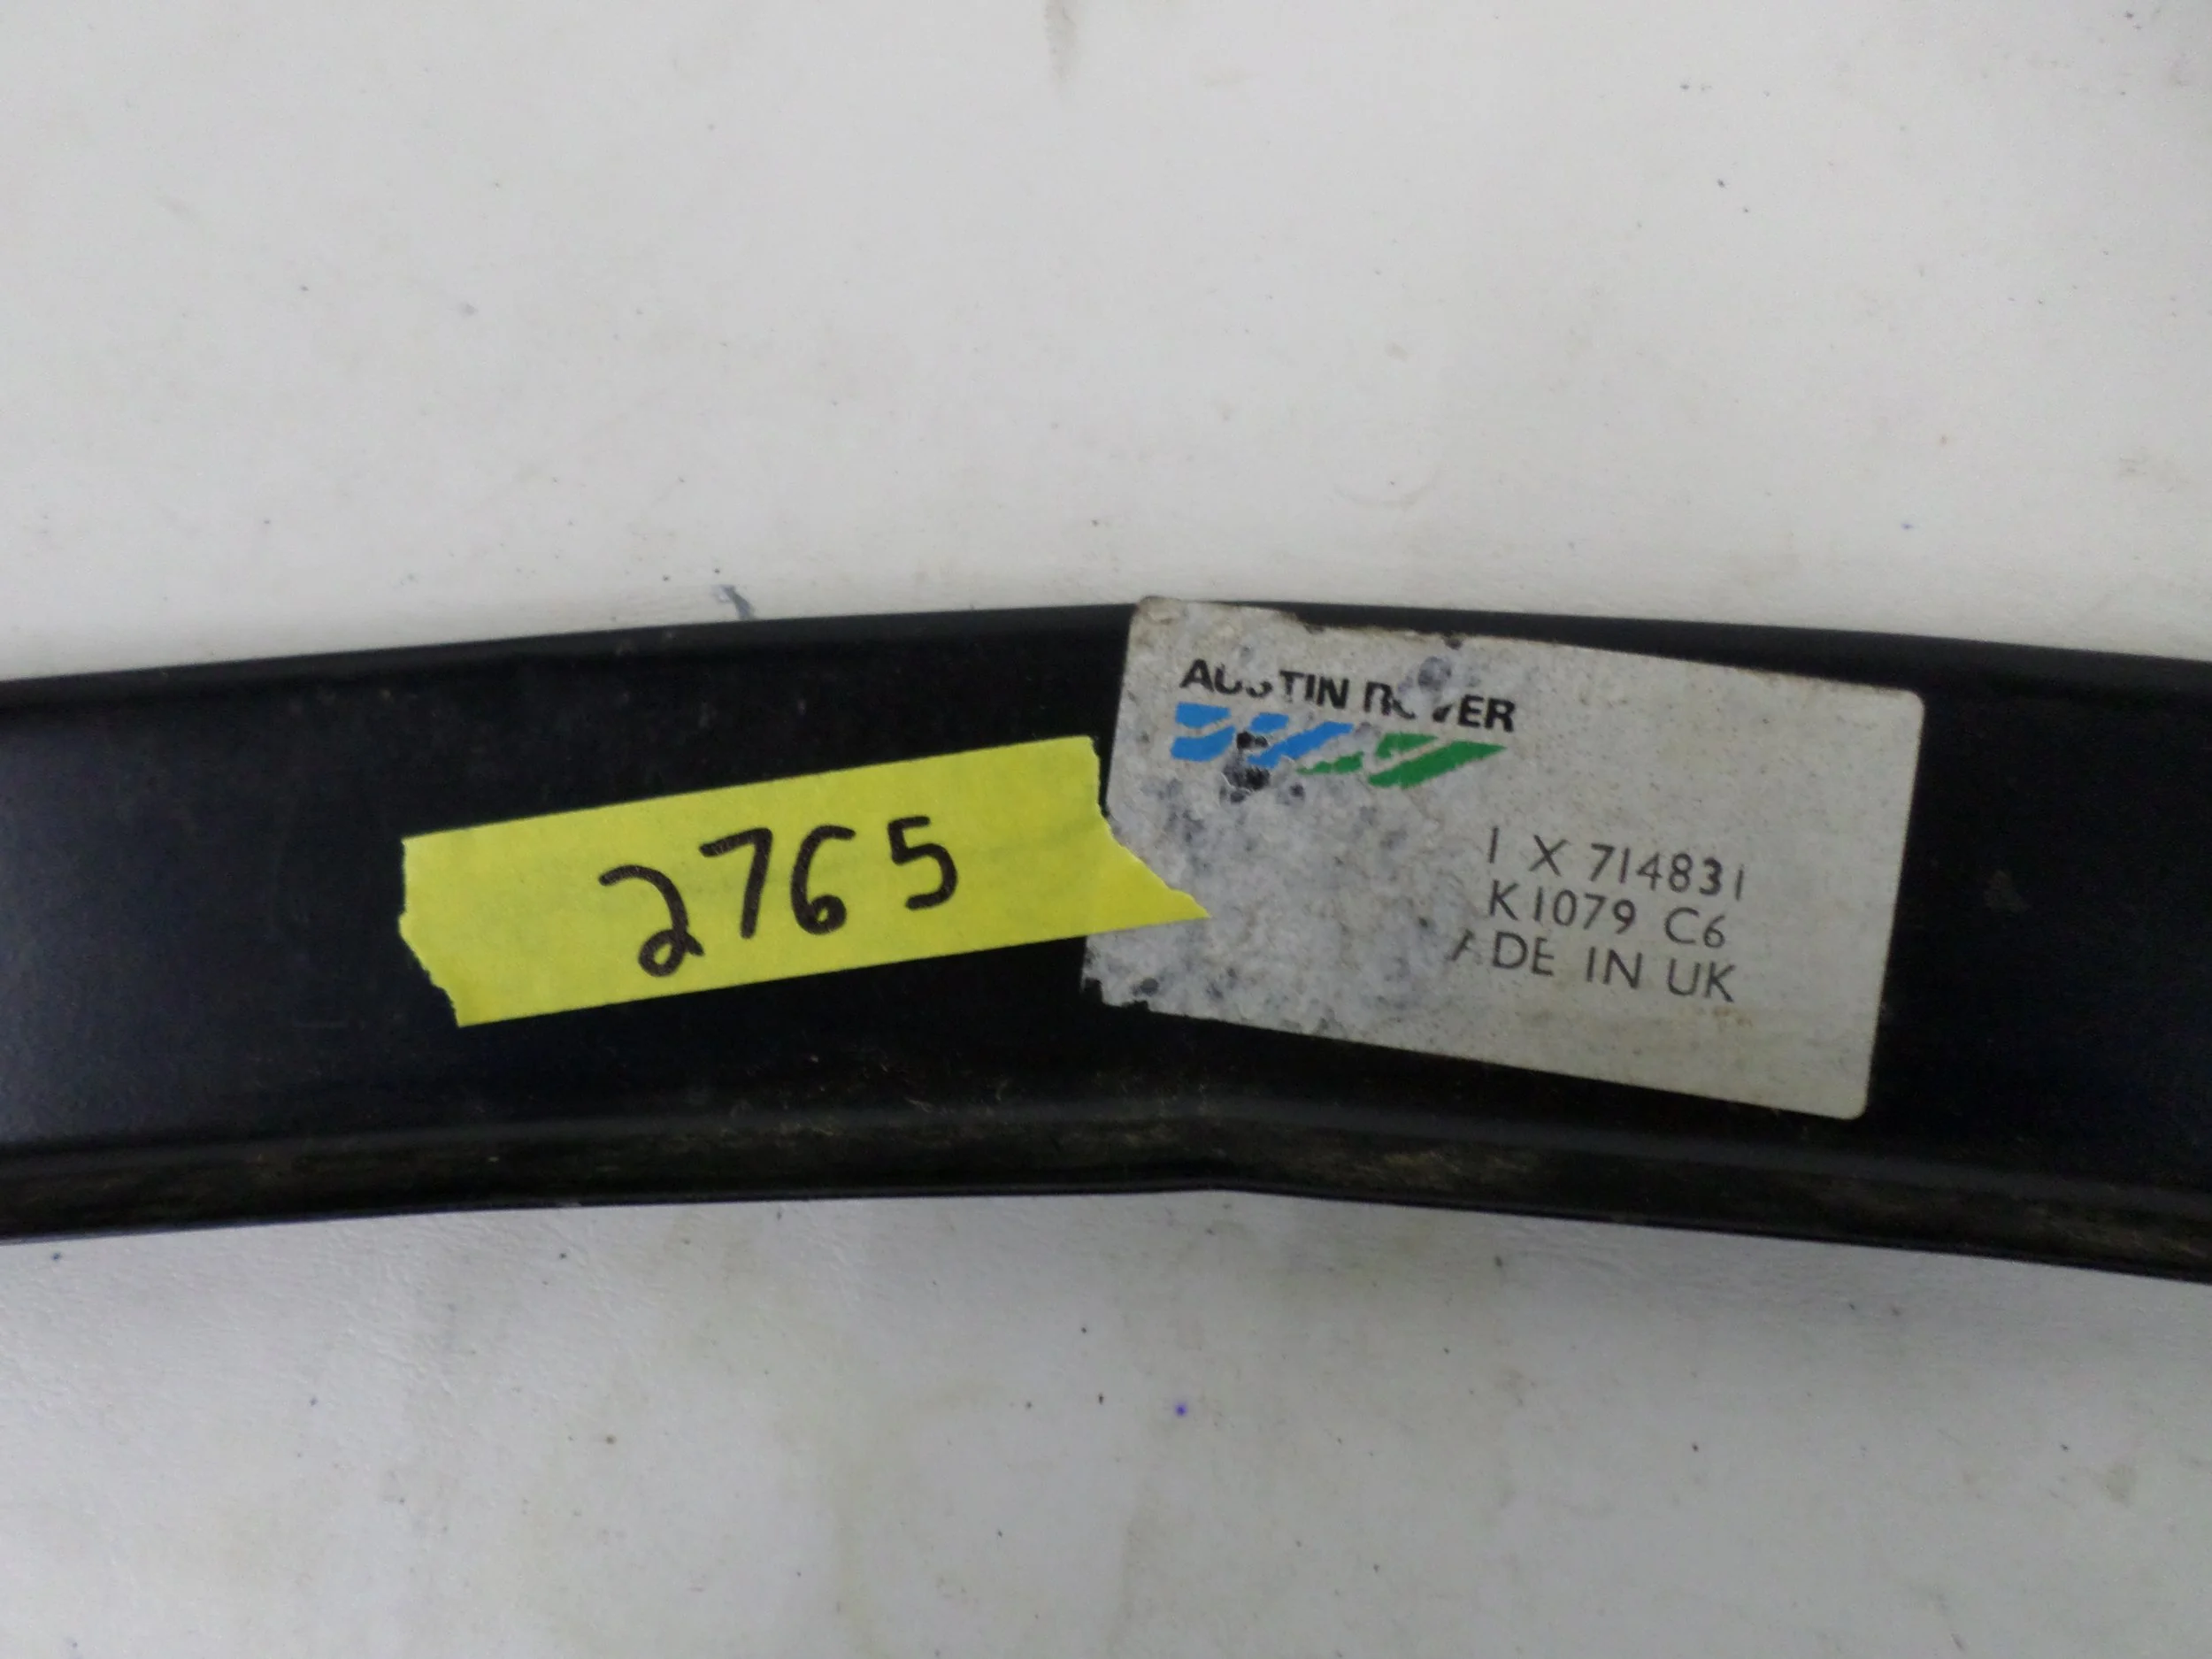 2765
AUSTIN ROVER
1 X 714831
K1079 C6
ADE IN UK